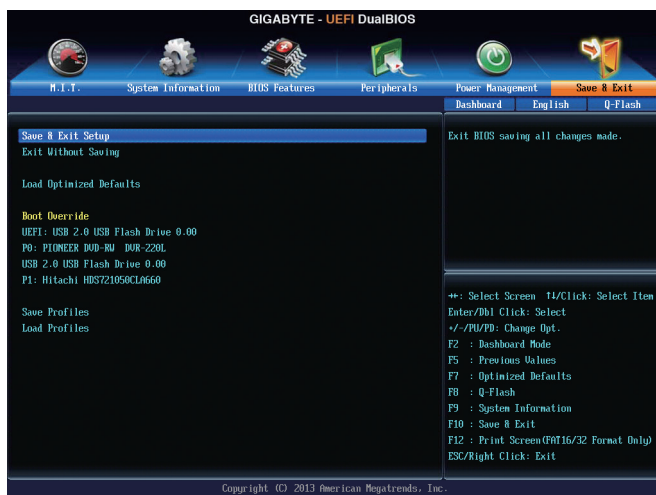 GIGABYTE - UEFI DualBIOS
M.I.T.
System Information
BIOS Features
Peripherals
Power Management
Save & Exit
Dashboard
English
Q-Flash
Save & Exit Setup
Exit Without Saving
Load Optimized Defaults
Boot Override
UEFI: USB 2.0 USB Flash Drive 0.00
P0: PIONEER DVD-RW DVR-220L
USB 2.0 USB Flash Drive 0.00
P1: Hitachi HDS721050CLA660
Save Profiles
Load Profiles
Exit BIOS saving all changes made.
→←: Select Screen ↑↓/Click: Select Item
Enter/Dbl Click: Select
+/-/PU/PD: Change Opt.
F2 : Dashboard Mode
F5 : Previous Values
F7 : Optimized Defaults
F8 : Q-Flash
F9 : System Information
F10 : Save & Exit
F12 : Print Screen(FAT16/32 Format Only)
ESC/Right Click: Exit
Copyright (C) 2013 American Megatrends, Inc.